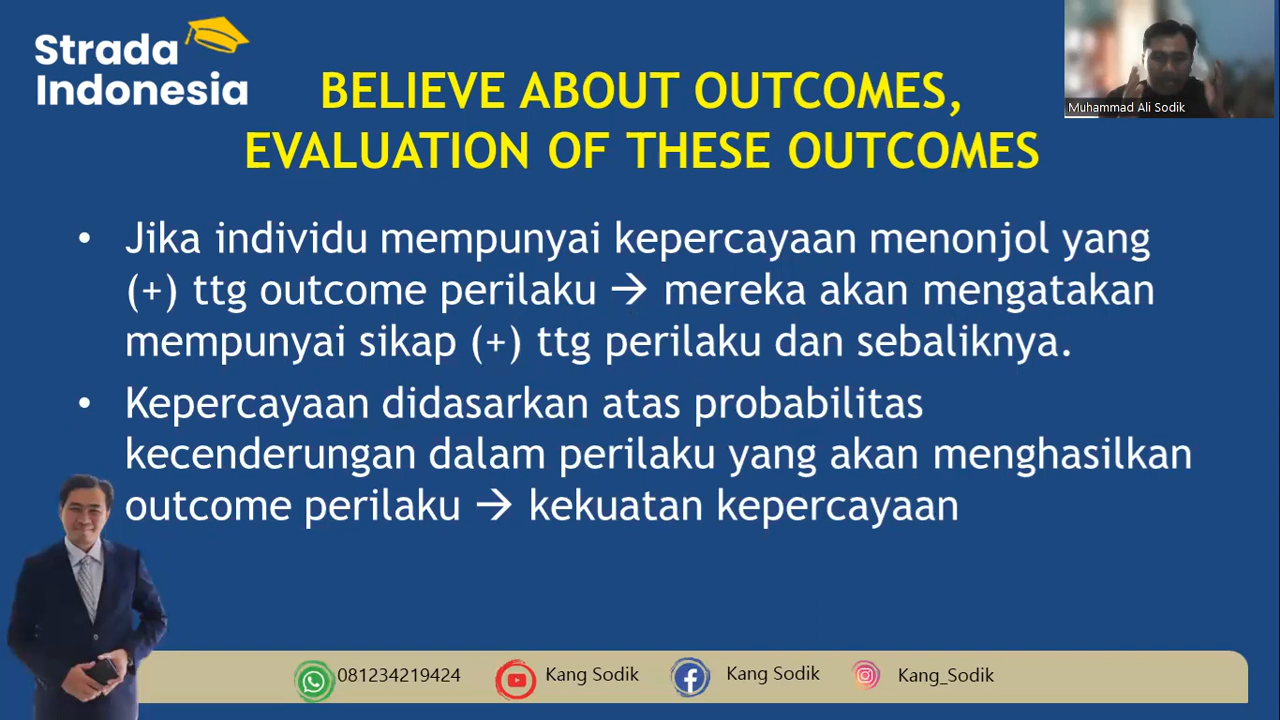 Strada
Indonesia
BELIEVE ABOUT OUTCOMES,
EVALUATION OF THESE OUTCOMES
Muhammad Ali Sodik
• Jika individu mempunyai kepercayaan menonjol yang
(+) ttg outcome perilaku → mereka akan mengatakan
mempunyai sikap (+) ttg perilaku dan sebaliknya.
• Kepercayaan didasarkan atas probabilitas
kecenderungan dalam perilaku yang akan menghasilkan
outcome perilaku → kekuatan kepercayaan
081234219424 Kang Sodik Kang Sodik Kang_Sodik